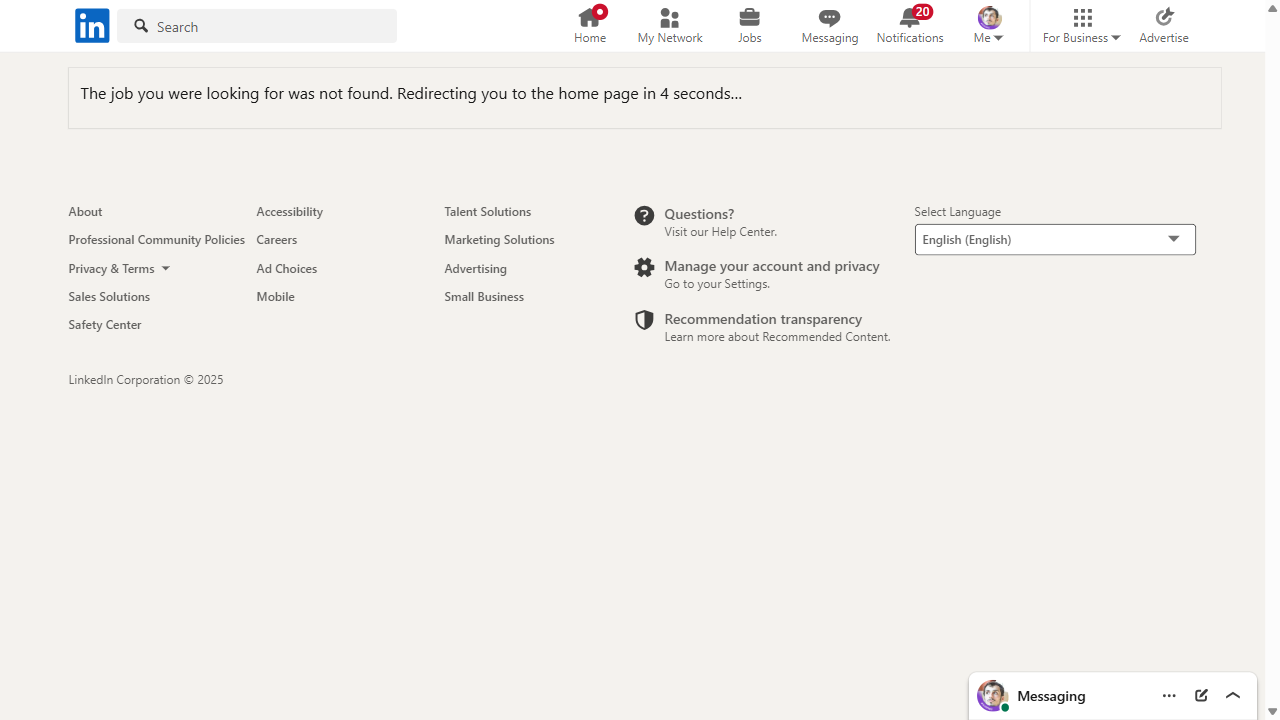 in
Search
Home
My Network
Jobs
Messaging
20
Notifications
Me
For Business
Advertise
The job you were looking for was not found. Redirecting you to the home page in 4 seconds...
About
Professional Community Policies
Privacy & Terms
Sales Solutions
Safety Center
Accessibility
Careers
Ad Choices
Mobile
Talent Solutions
Marketing Solutions
Advertising
Small Business
Questions?
Visit our Help Center.
Manage your account and privacy
Go to your Settings.
Recommendation transparency
Learn more about Recommended Content.
Select Language
English (English)
LinkedIn Corporation © 2025
Messaging